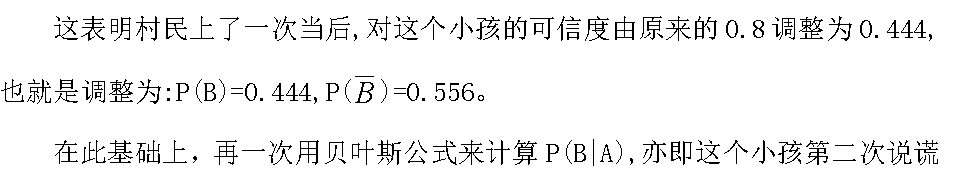 这表明村民上了一次当后,对这个小孩的可信度由原来的0.8调整为0.444,
也就是调整为:P(B)=0.444,P(B̅)=0.556。
在此基础上，再一次用贝叶斯公式来计算P(B|A),亦即这个小孩第二次说谎